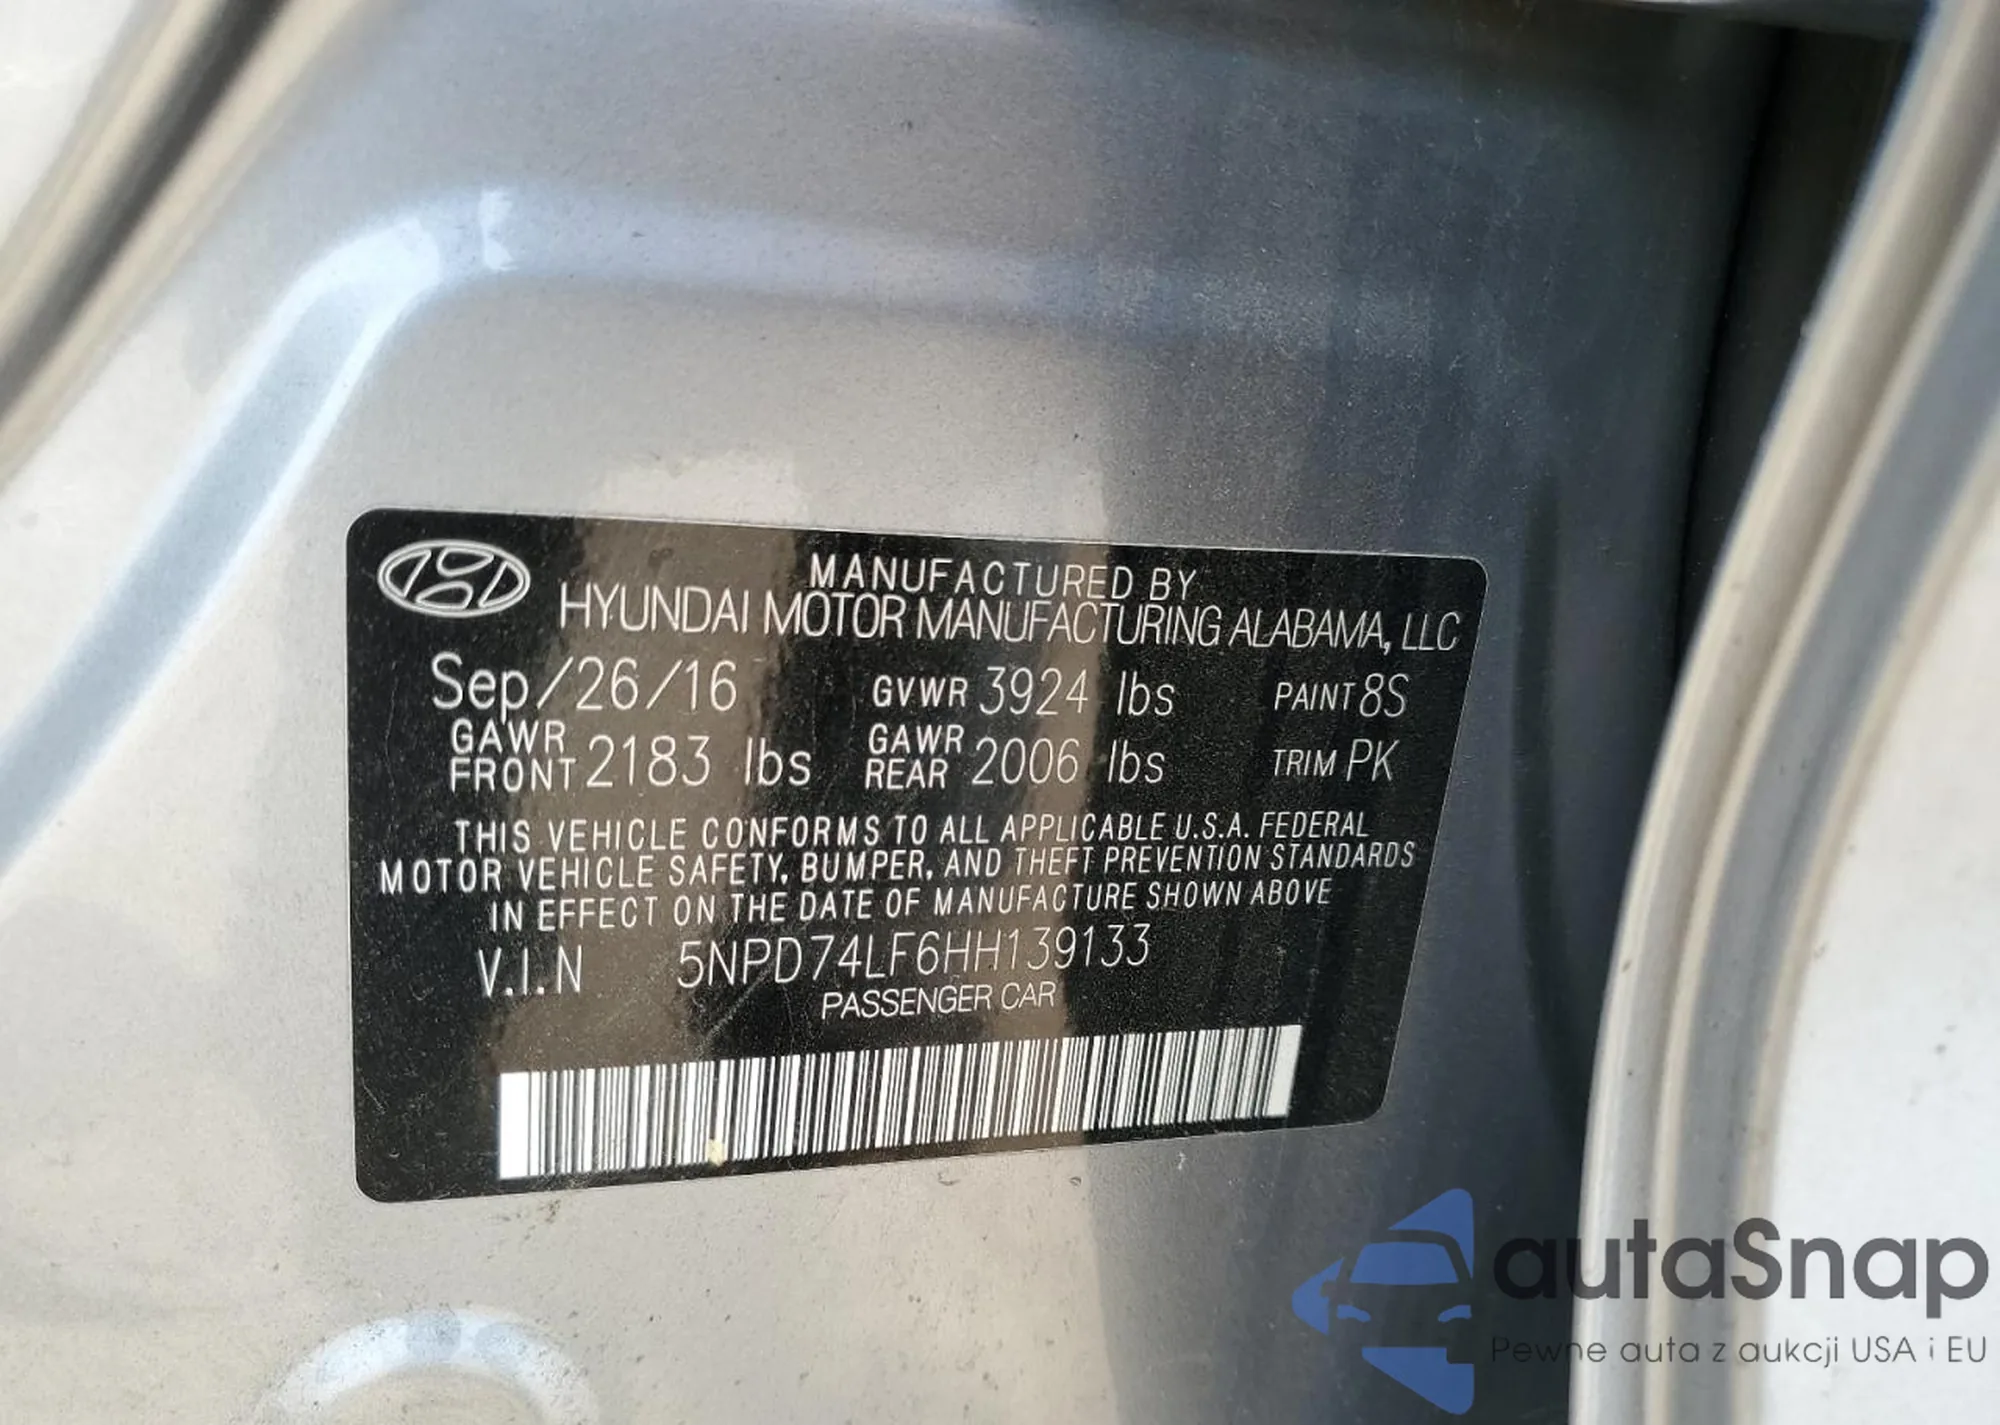 MANUFACTURED BY
HYUNDAI MOTOR MANUFACTURING ALABAMA, LLC
Sep/26/16 GVWR 3924 lbs PAINT 8S
GAWR FRONT 2183 lbs GAWR REAR 2006 lbs TRIM PK
THIS VEHICLE CONFORMS TO ALL APPLICABLE U.S.A. FEDERAL
MOTOR VEHICLE SAFETY, BUMPER, AND THEFT PREVENTION STANDARDS
IN EFFECT ON THE DATE OF MANUFACTURE SHOWN ABOVE
V.I.N 5NPD74LF6HH139133
PASSENGER CAR
autaSnap
Pewne auta z aukcji USA i EU